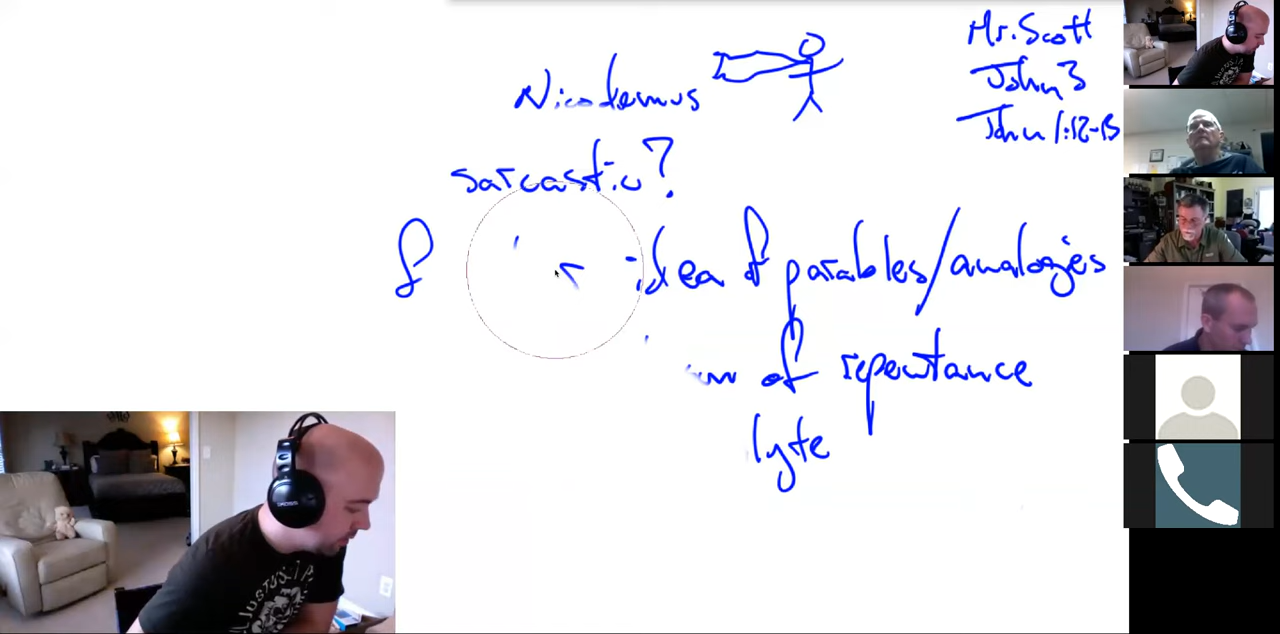 Nicodemus
Mr. Scott
John 3
John 1:12-13
sarcastic?
idea of parables/analogies
of repentance
lyte